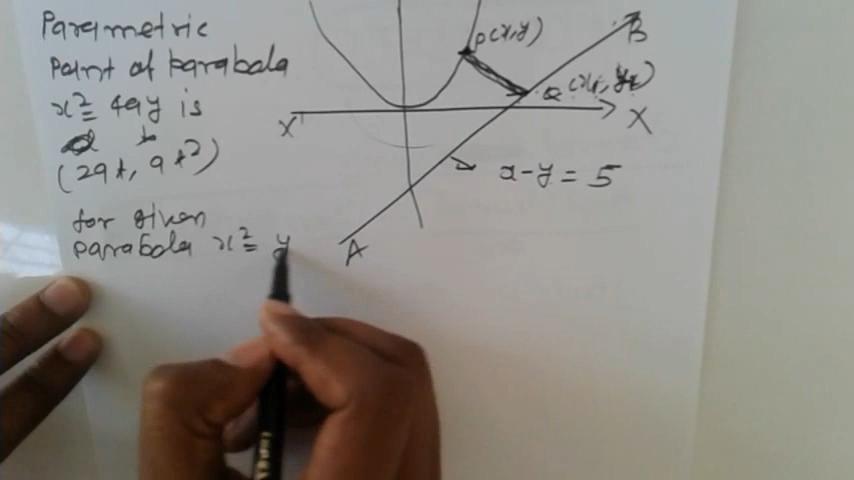 Parametric
Point of Parabola
x² = 4ay is
(2at, at²)
for given
parabola x² = y
P(x,y)
B
Q (x₁, y₁)
X'
X
x-y = 5
A